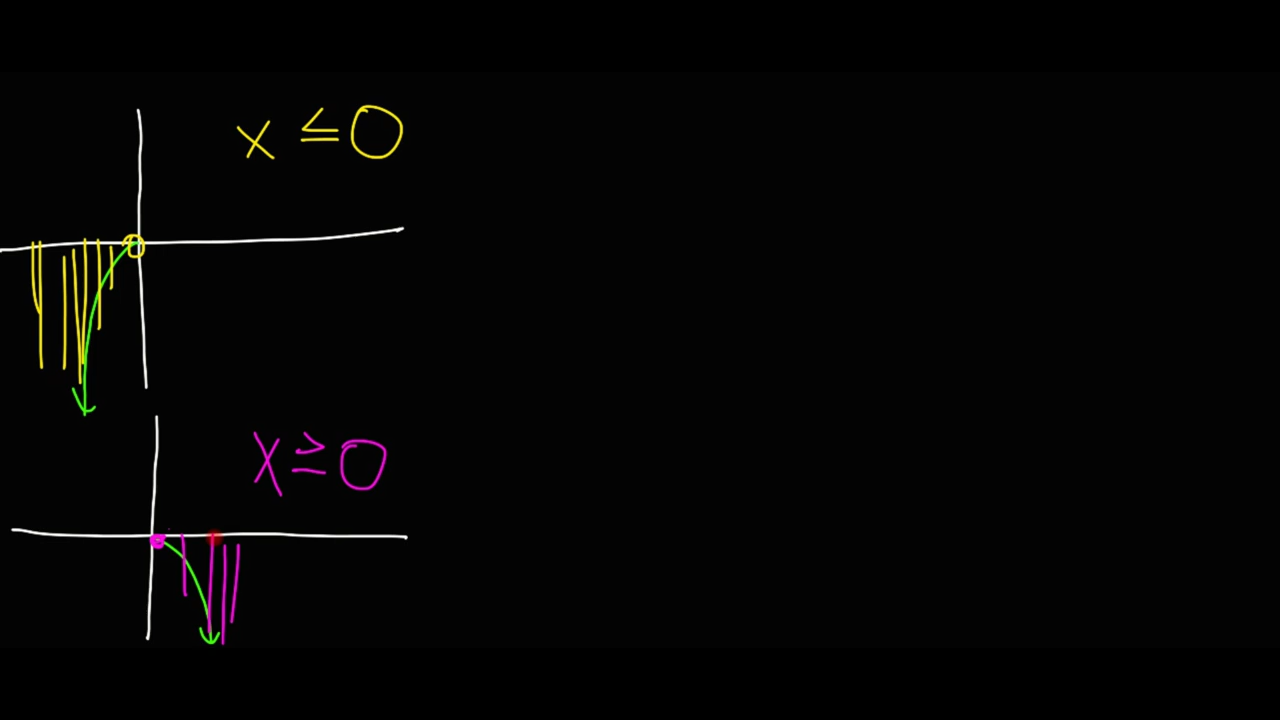 x ≤ 0
x ≥ 0